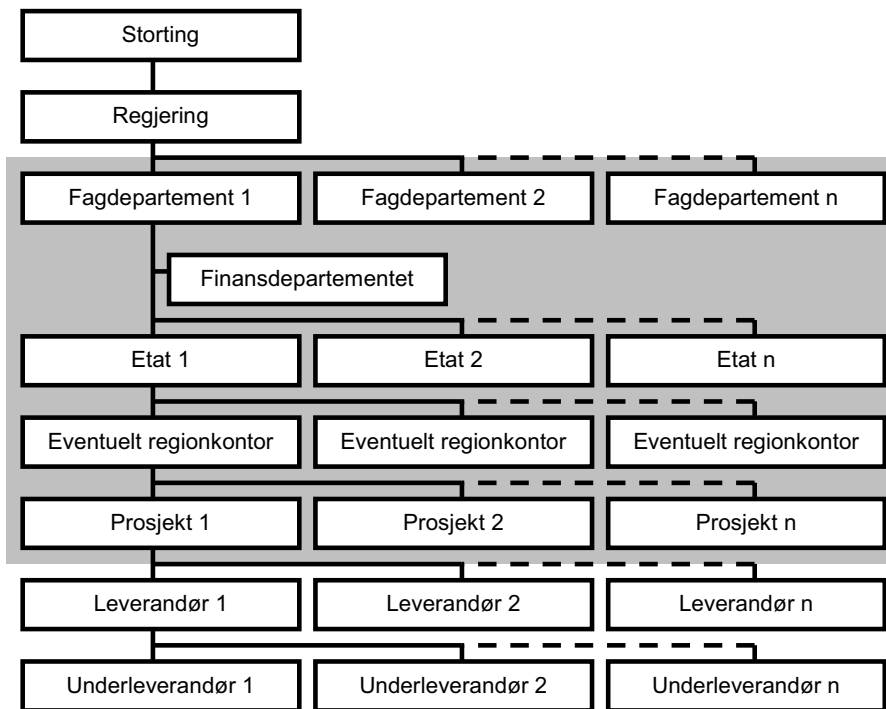 Storting
Regjering
Fagdepartement 1
Fagdepartement 2
Fagdepartement n
Finansdepartementet
Etat 1
Etat 2
Etat n
Eventuelt regionkontor
Eventuelt regionkontor
Eventuelt regionkontor
Prosjekt 1
Prosjekt 2
Prosjekt n
Leverandør 1
Leverandør 2
Leverandør n
Underleverandør 1
Underleverandør 2
Underleverandør n